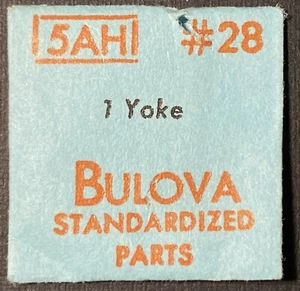 5AH #28
1 Yoke
BULOVA
STANDARDIZED
PARTS